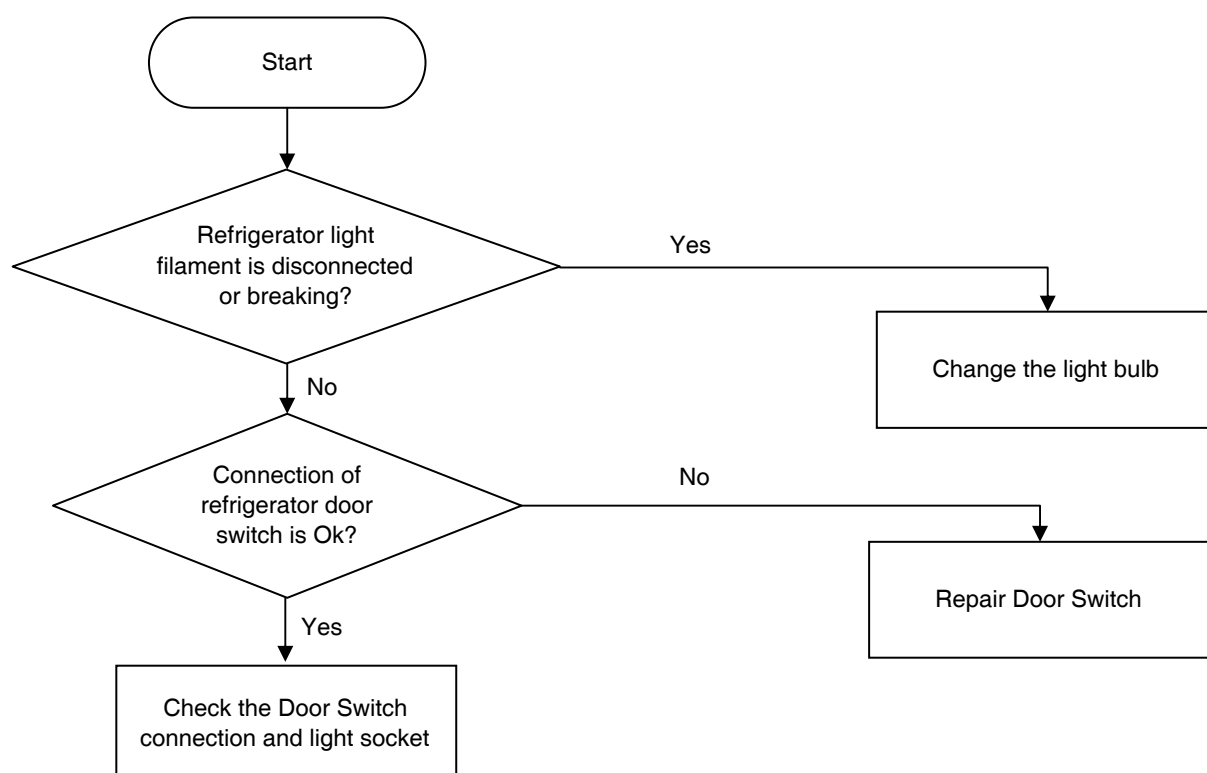 Start
Refrigerator light
filament is disconnected
or breaking?
Yes
Change the light bulb
No
Connection of
refrigerator door
switch is Ok?
No
Repair Door Switch
Yes
Check the Door Switch
connection and light socket